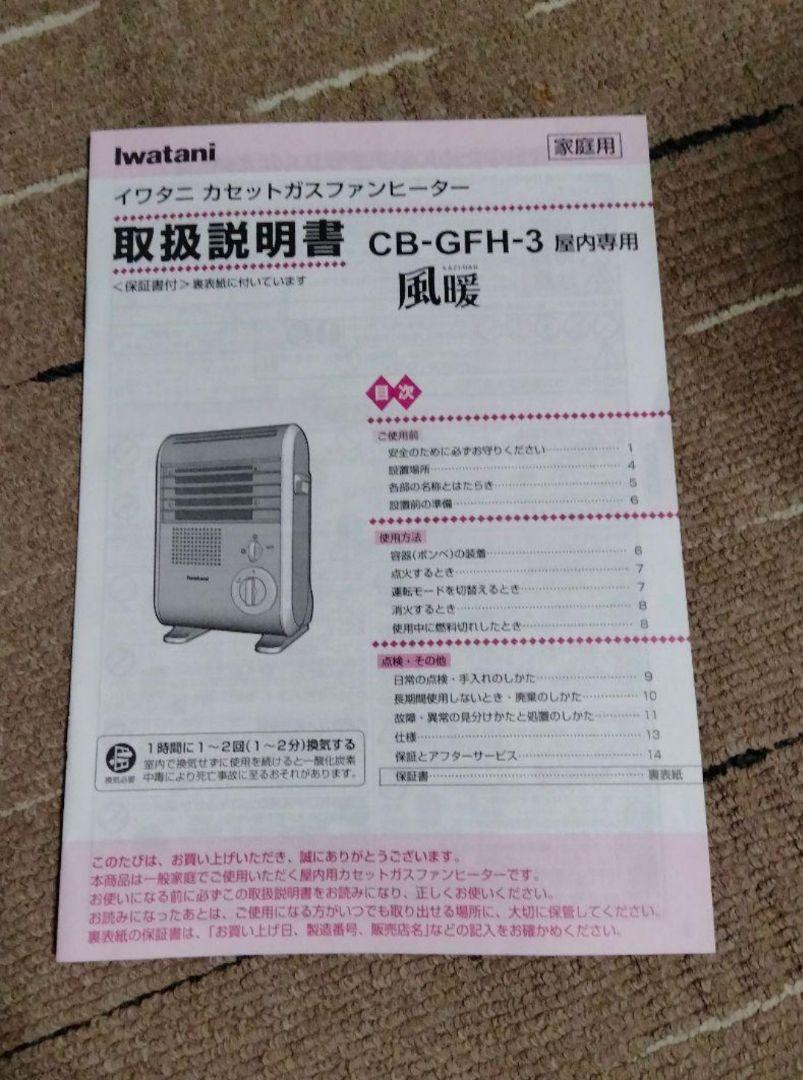 Iwatani
家庭用
イワタニ カセットガスファンヒーター
取扱説明書 CB-GFH-3 屋内専用
<保証書付>裏表紙に付いています
KAZEDAN
風暖
目次
ご使用前
安全のために必ずお守りください 1
設置場所 4
各部の名称とはたらき 5
設置前の準備 6
使用方法
容器(ボンベ)の装着 6
点火するとき 7
運転モードを切替えるとき 7
消火するとき 8
使用中に燃料切れしたとき 8
点検・その他
日常の点検・手入れのしかた 9
長期間使用しないとき・廃棄のしかた 10
故障・異常の見分けかたと処置のしかた 11
仕様 13
保証とアフターサービス 14
保証書 裏表紙
Iwatani
換気必要
1時間に1～2回(1～2分)換気する
室内で換気せずに使用を続けると一酸化炭素
中毒により死亡事故に至るおそれがあります。
このたびは、お買い上げいただき、誠にありがとうございます。
本商品は一般家庭でご使用いただく屋内用カセットガスファンヒーターです。
お使いになる前に必ずこの取扱説明書をお読みになり、正しくお使いください。
お読みになったあとは、ご使用になる方がいつでも取り出せる場所に、大切に保管してください。
裏表紙の保証書は、「お買い上げ日、製造番号、販売店名」などの記入をお確かめください。